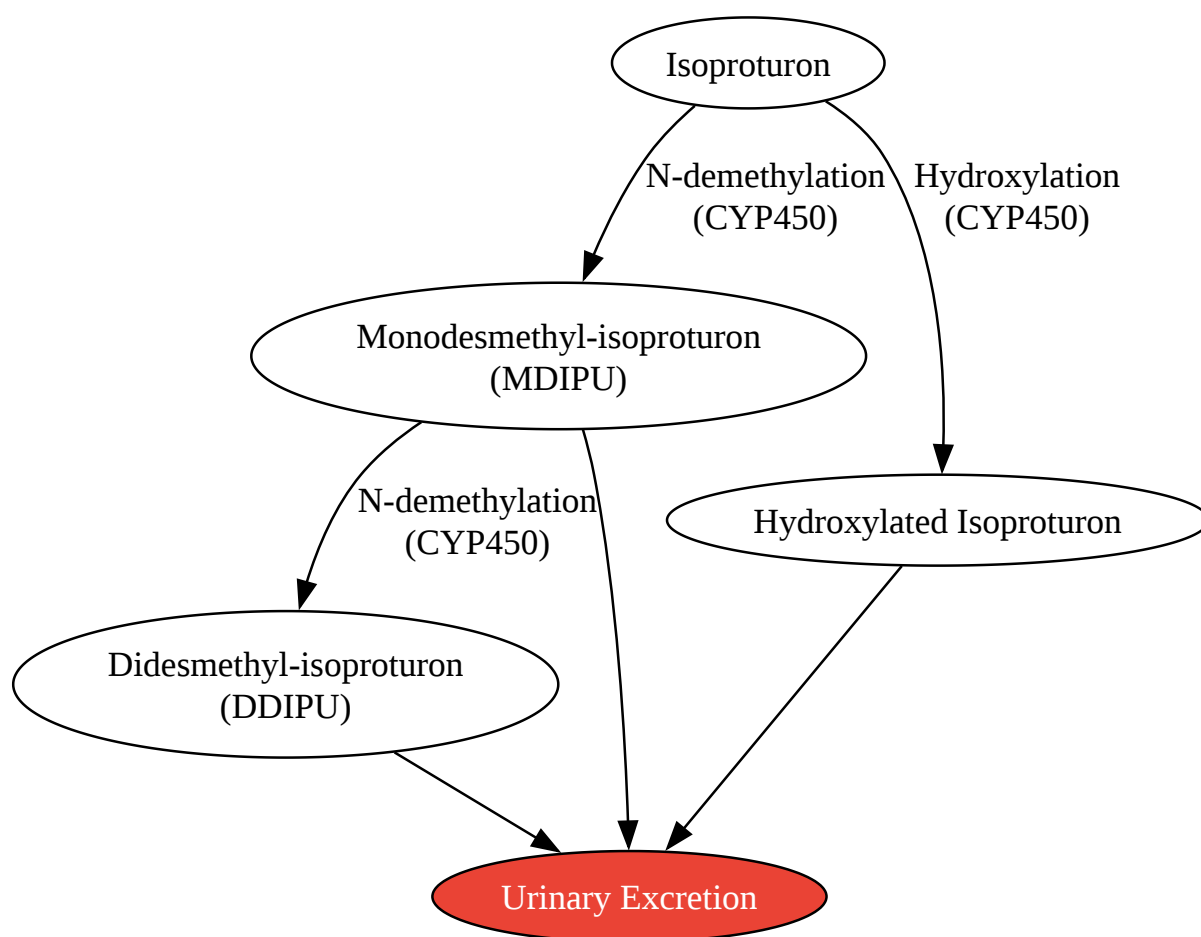 Isoproturon
N-demethylation
(CYP450)
Hydroxylation
(CYP450)
Monodesmethyl-isoproturon
(MDIPU)
N-demethylation
(CYP450)
Hydroxylated Isoproturon
Didesmethyl-isoproturon
(DDIPU)
Urinary Excretion